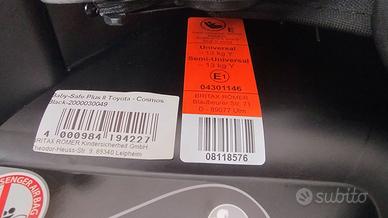 Baby-Safe Plus II Toyota - Cosmos
Black-2000030049
4 000984 194227
BRITAX RÖMER Kindersicherheit GmbH
Theodor-Heuss-Str. 9, 89340 Leipheim
E
Universal
- 13 kg Y
Semi-Universal
- 13 kg Y
E1
04301146
BRITAX RÖMER
Blaubeurer Str. 71
D - 89077 Ulm
08118576
SENGER AIR BAG
subito